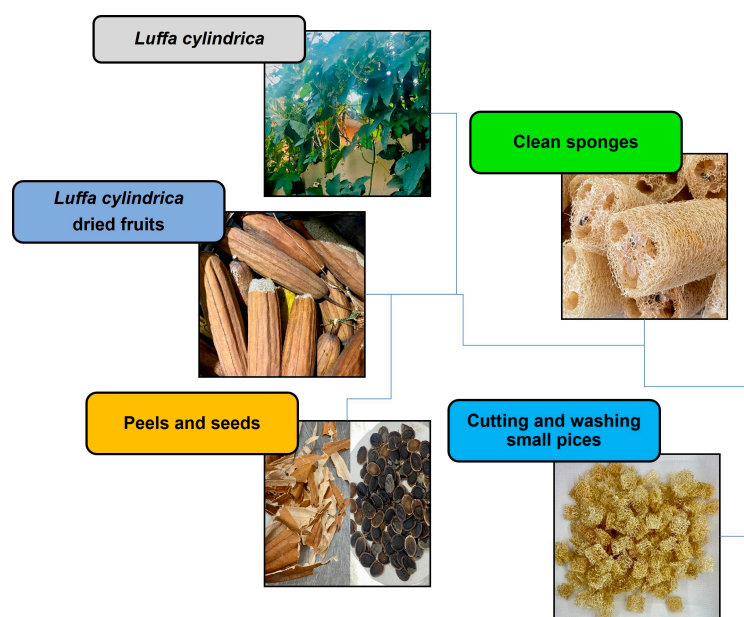 Luffa cylindrica
Clean sponges
Luffa cylindrica
dried fruits
Peels and seeds
Cutting and washing
small pices